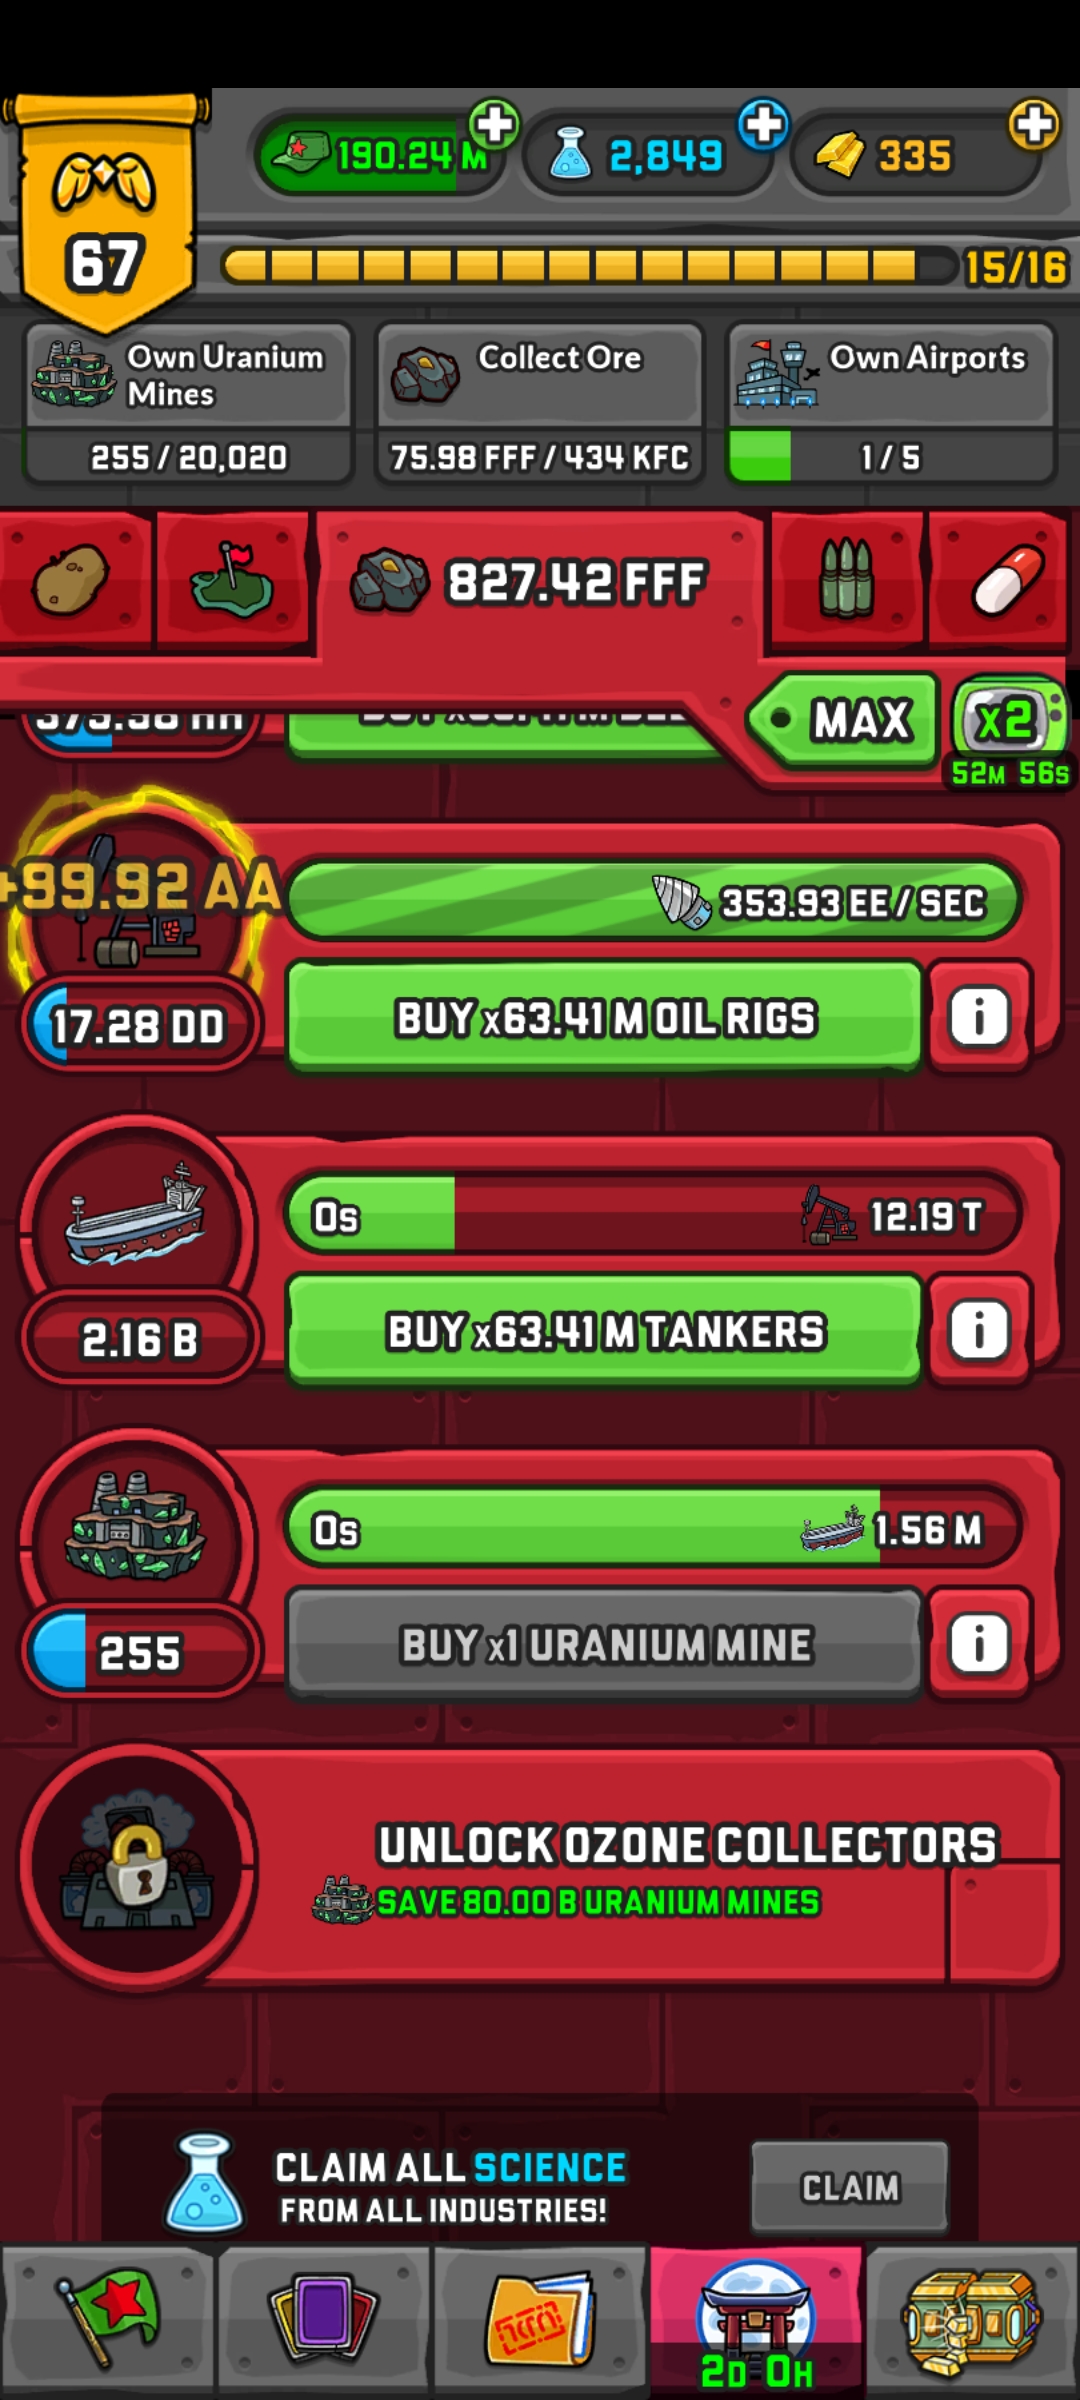 190.24 M
2,849
335
67
15/16
Own Uranium
Mines
255 / 20,020
Collect Ore
75.98 FFF / 434 KFC
Own Airports
1 / 5
827.42 FFF
MAX
x2
52M 56S
+99.92 AA
353.93 EE / SEC
17.28 DD
BUY x63.41 M OIL RIGS
i
0s
12.19 T
2.16 B
BUY x63.41 M TANKERS
i
0s
1.56 M
255
BUY x1 URANIUM MINE
i
UNLOCK OZONE COLLECTORS
SAVE 80.00 B URANIUM MINES
CLAIM ALL SCIENCE
FROM ALL INDUSTRIES!
CLAIM
2D 0H